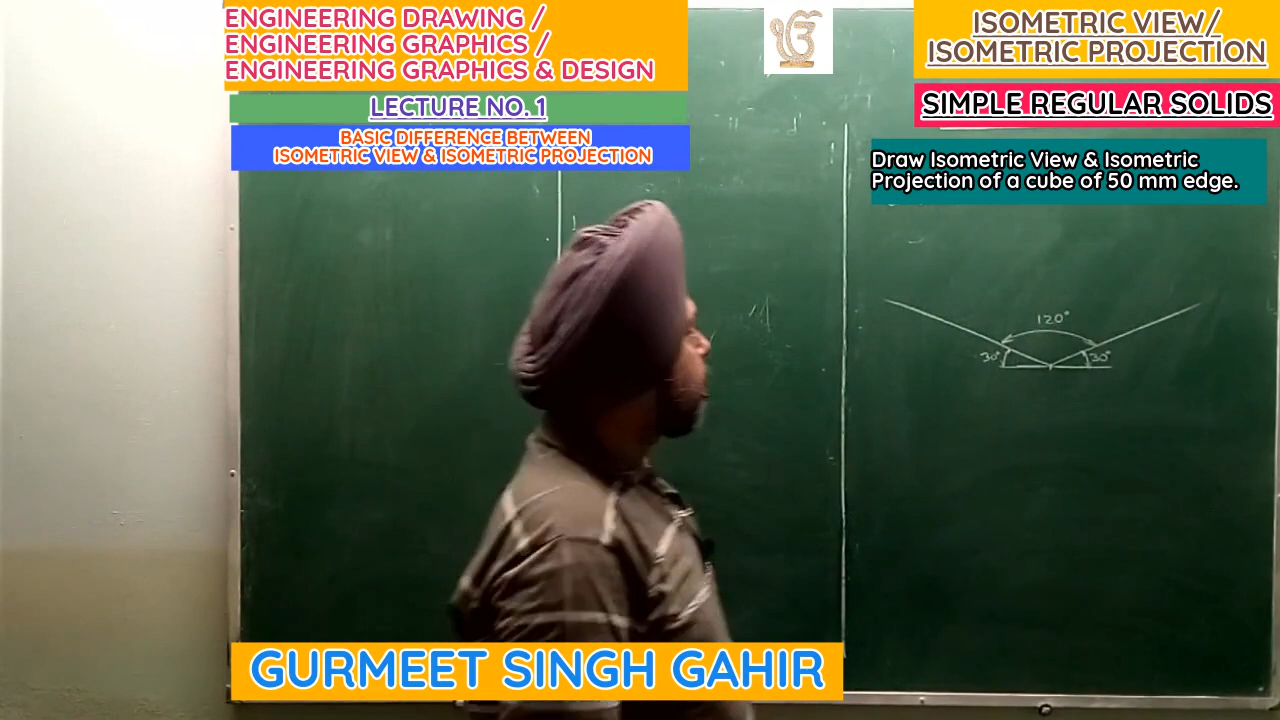 ENGINEERING DRAWING /
ENGINEERING GRAPHICS /
ENGINEERING GRAPHICS & DESIGN
LECTURE NO. 1
BASIC DIFFERENCE BETWEEN
ISOMETRIC VIEW & ISOMETRIC PROJECTION
ੴ
ISOMETRIC VIEW/
ISOMETRIC PROJECTION
SIMPLE REGULAR SOLIDS
Draw Isometric View & Isometric
Projection of a cube of 50 mm edge.
120°
30°
30°
GURMEET SINGH GAHIR